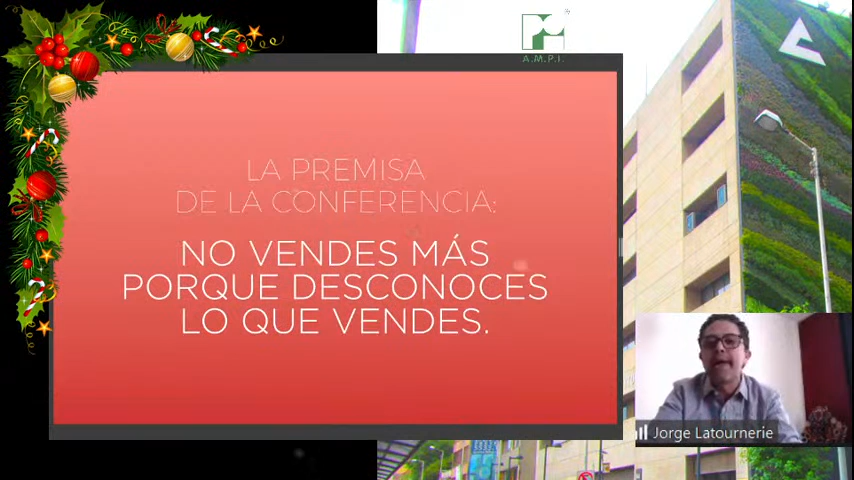 A.M.P.I.
LA PREMISA
DE LA CONFERENCIA:
NO VENDES MÁS
PORQUE DESCONOCES
LO QUE VENDES.
Jorge Latournerie